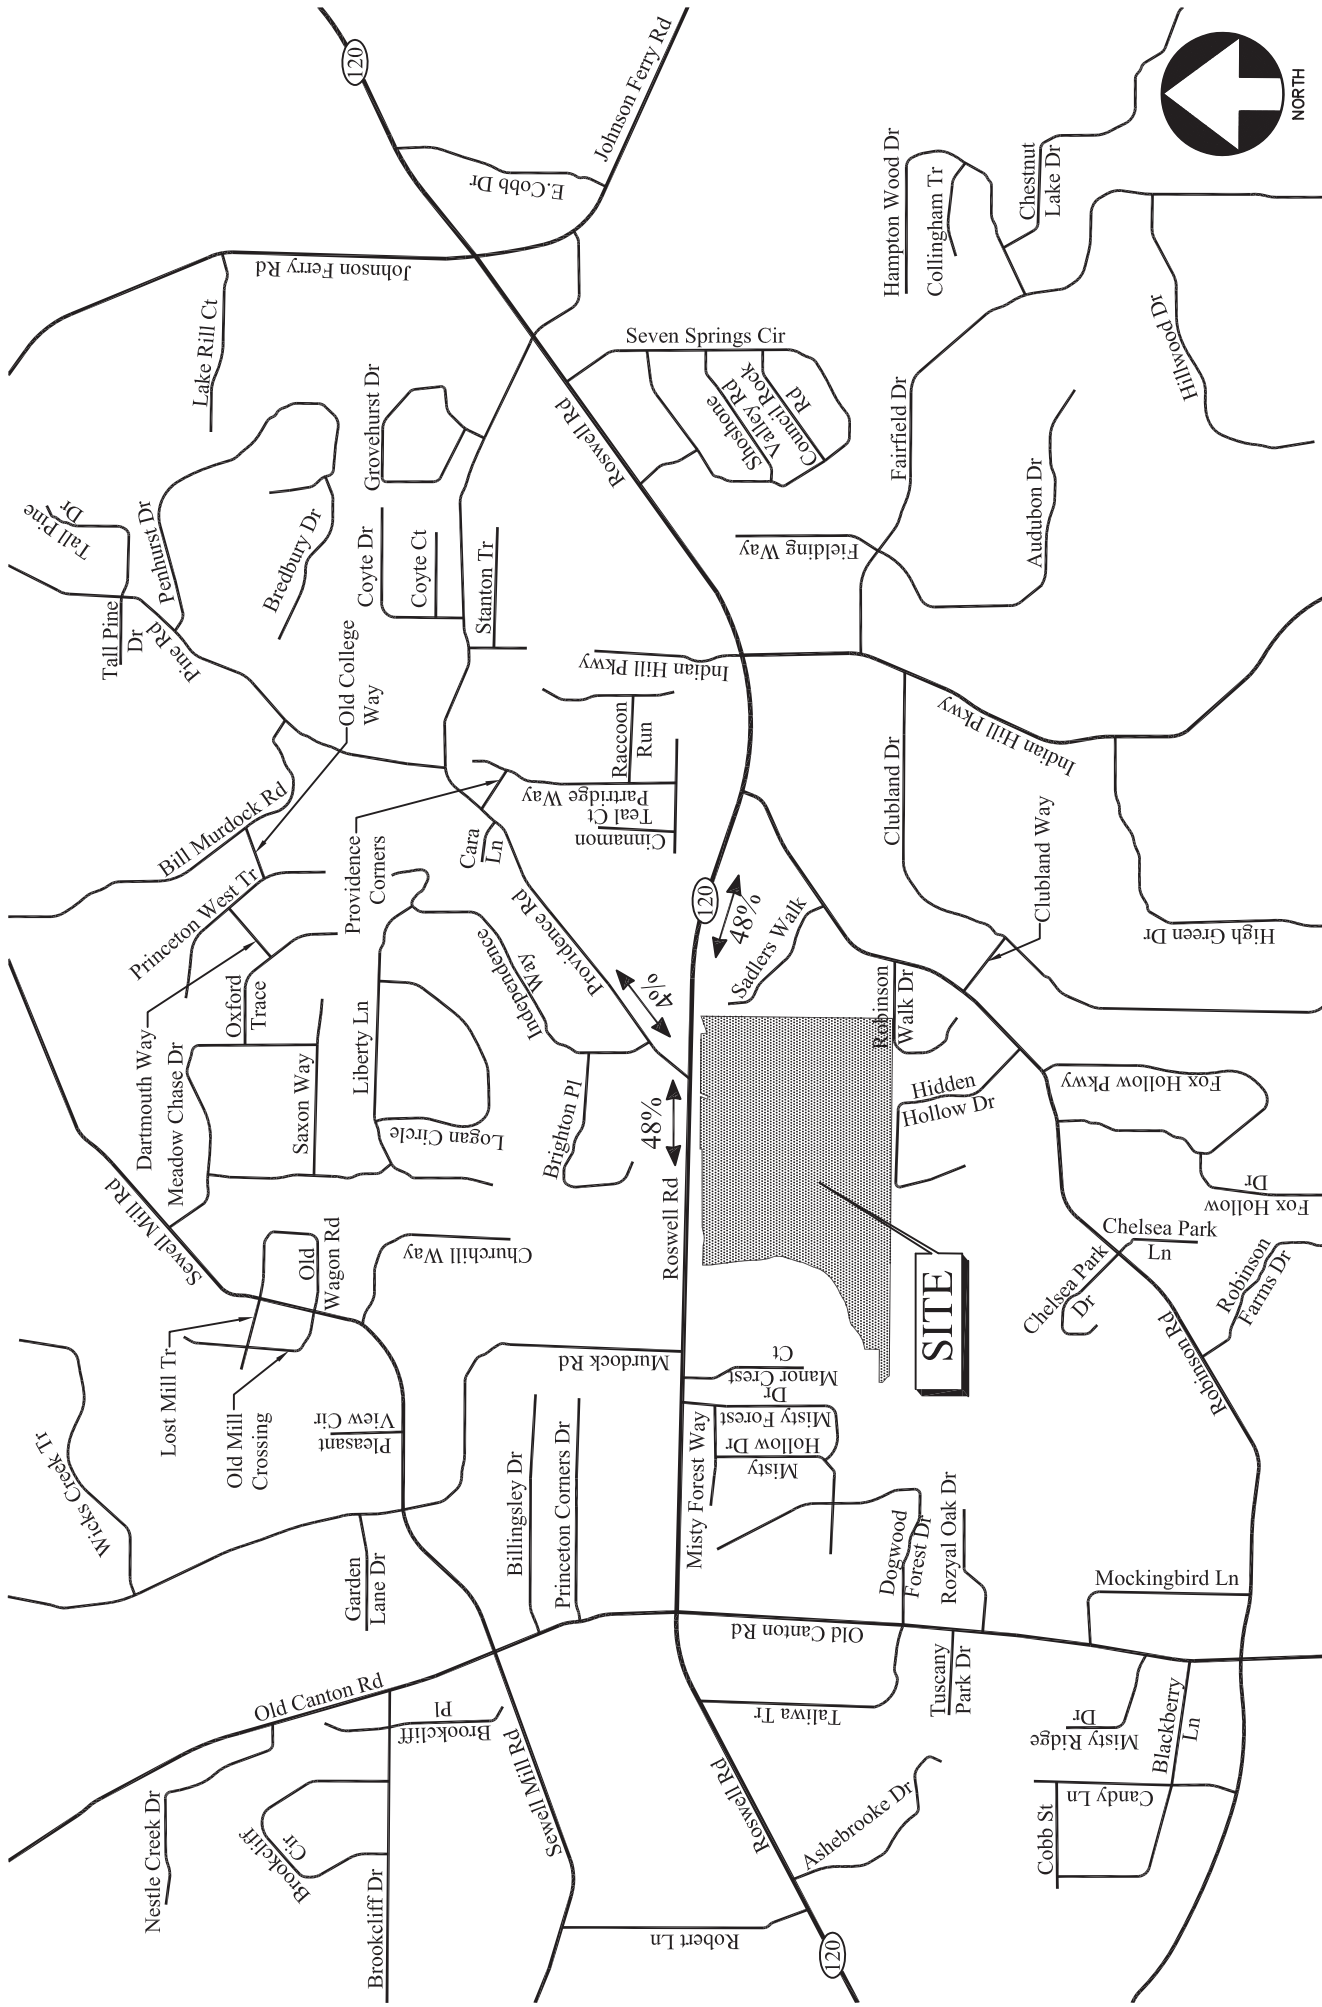 120
Johnson Ferry Rd
E.Cobb Dr
NORTH
Hampton Wood Dr
Collingham Tr
Chestnut
Lake Dr
Johnson Ferry Rd
Lake Rill Ct
Seven Springs Cir
Shoshone
Valley Rd
Council Rock
Rd
Hillwood Dr
Grovehurst Dr
Roswell Rd
Fairfield Dr
Audubon Dr
Tall Pine
Dr
Penhurst Dr
Bredbury Dr
Coyte Dr
Coyte Ct
Stanton Tr
Fielding Way
Tall Pine
Dr
Pine Rd
Old College
Way
Indian Hill Pkwy
Indian Hill Pkwy
Raccoon
Run
Partridge Way
Cinnamon
Teal Ct
Clubland Dr
Clubland Way
Bill Murdock Rd
Princeton West Tr
Providence
Corners
Cara
Ln
Providence Rd
120
48%
4%
Sadlers Walk
High Green Dr
Independence
Way
Robinson
Walk Dr
Dartmouth Way
Oxford
Trace
Liberty Ln
Meadow Chase Dr
Saxon Way
Logan Circle
Brighton Pl
48%
Hidden
Hollow Dr
Fox Hollow Pkwy
Fox Hollow
Dr
Sewell Mill Rd
Roswell Rd
Old
Wagon Rd
Churchill Way
SITE
Chelsea Park
Ln
Chelsea Park
Dr
Robinson
Farms Dr
Lost Mill Tr
Old Mill
Crossing
Pleasant
View Cir
Murdock Rd
Manor Crest
Ct
Misty Forest
Dr
Misty
Hollow Dr
Misty Forest Way
Robinson Rd
Wicks Creek Tr
Billingsley Dr
Princeton Corners Dr
Garden
Lane Dr
Dogwood
Forest Dr
Rozyal Oak Dr
Mockingbird Ln
Old Canton Rd
Old Canton Rd
Tuscany
Park Dr
Taliwa Tr
Brookcliff
Pl
Misty Ridge
Dr
Blackberry
Ln
Nestle Creek Dr
Brookcliff
Cir
Sewell Mill Rd
Roswell Rd
Ashebrooke Dr
Candy Ln
Cobb St
Brookcliff Dr
Robert Ln
120